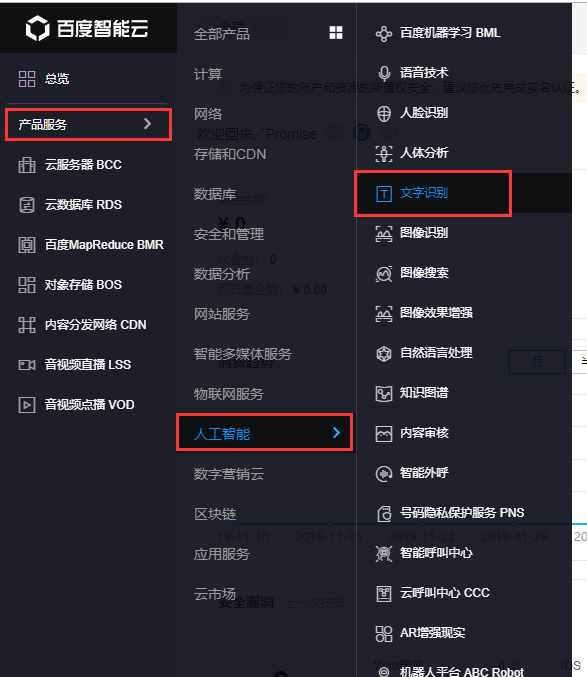 百度智能云
总览
产品服务
云服务器 BCC
云数据库 RDS
百度MapReduce BMR
对象存储 BOS
内容分发网络 CDN
音视频直播 LSS
音视频点播 VOD
全部产品
计算
网络
存储和CDN
数据库
安全和管理
数据分析
网站服务
智能多媒体服务
物联网服务
人工智能
数字营销云
区块链
应用服务
云市场
百度机器学习 BML
语音技术
人脸识别
人体分析
文字识别
图像识别
图像搜索
图像效果增强
自然语言处理
知识图谱
内容审核
智能外呼
号码隐私保护服务 PNS
智能呼叫中心
云呼叫中心 CCC
AR增强现实
机器人平台 ABC Robot
为保证您的账户和资源的所属权安全，建议您优先完成实名认证。
欢迎回来, Promise
¥ 0
0
¥ 0.00
消费趋势
月
19-11-10
2019-11-16
2019-11-22
2019-11-28
20
安全漏洞
上一次扫描
IDS